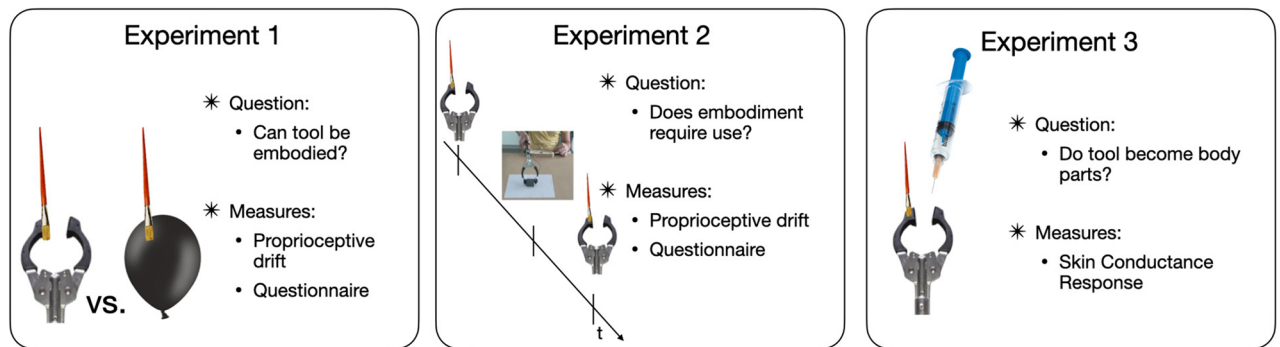 Experiment 1
✳ Question:
• Can tool be
embodied?
✳ Measures:
• Proprioceptive
drift
• Questionnaire
vs.
Experiment 2
✳ Question:
• Does embodiment
require use?
✳ Measures:
• Proprioceptive drift
• Questionnaire
t
Experiment 3
✳ Question:
• Do tool become body
parts?
✳ Measures:
• Skin Conductance
Response